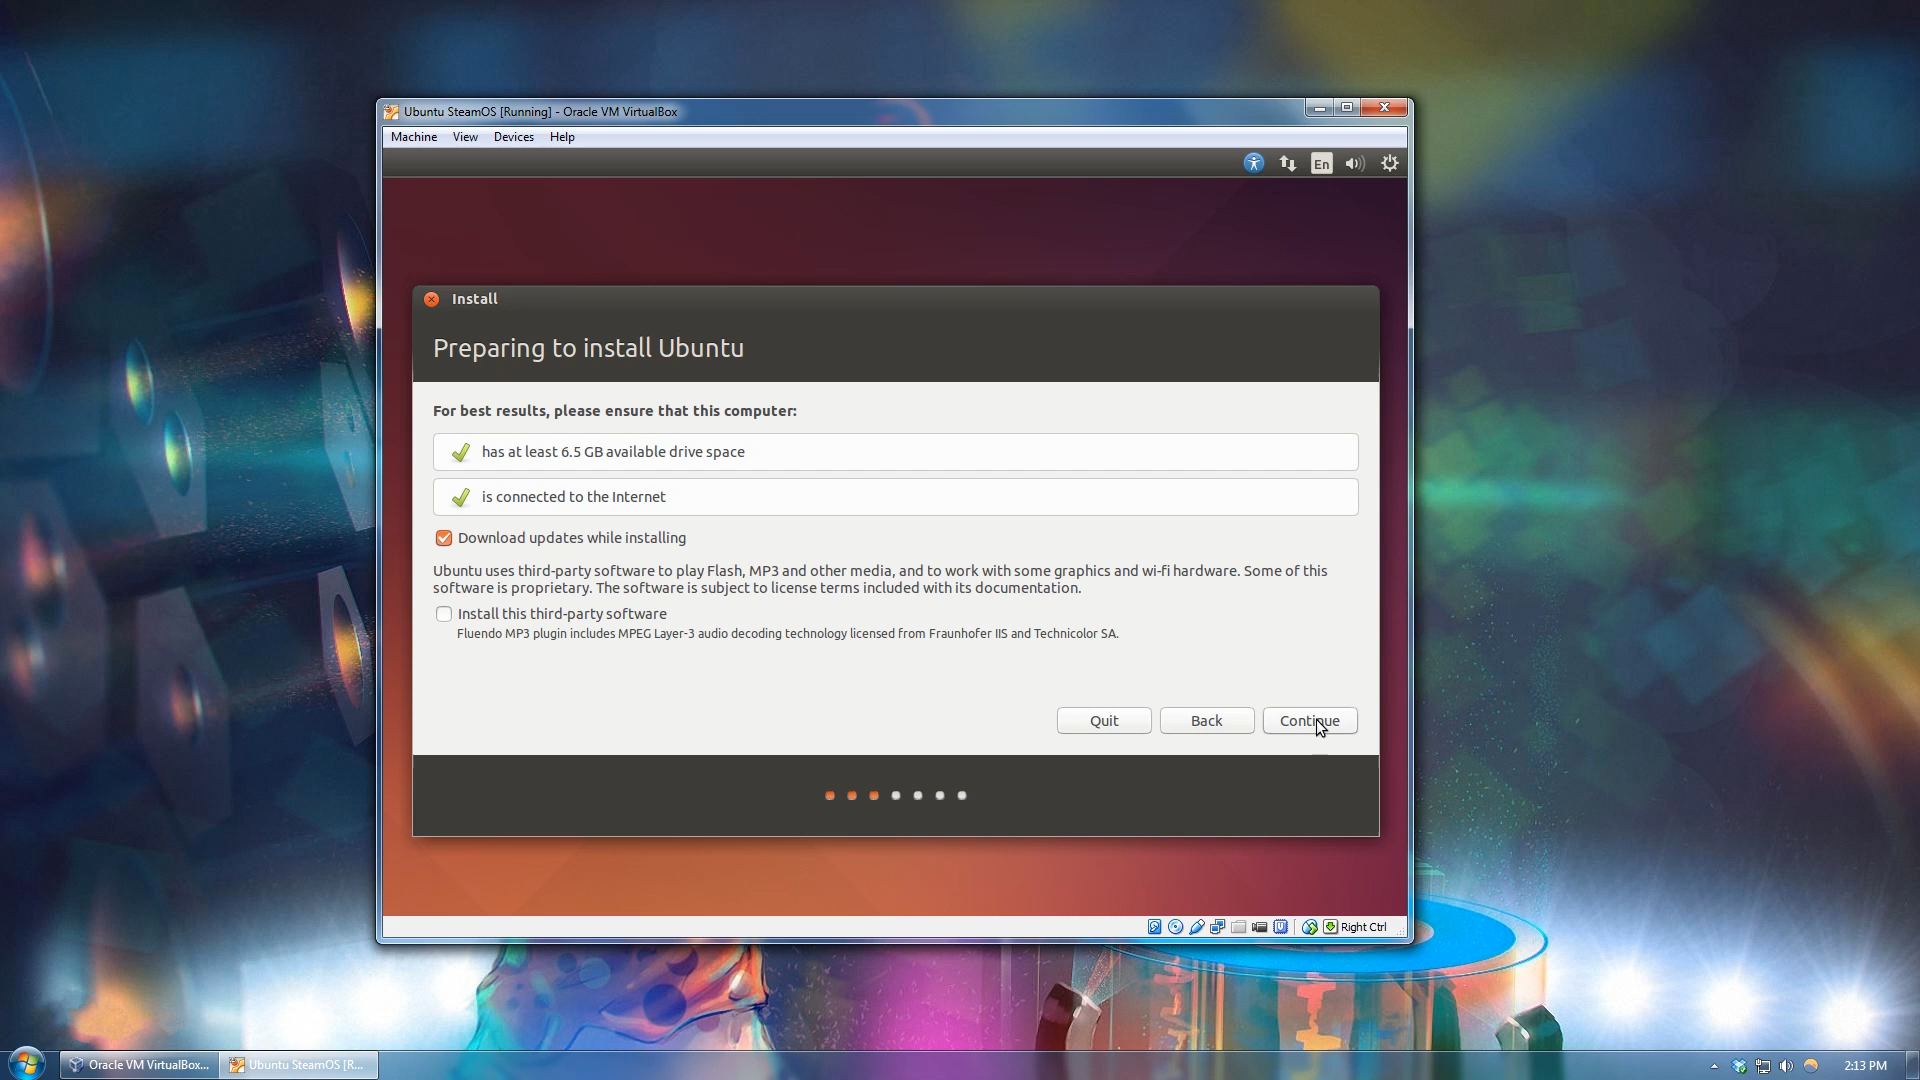 Ubuntu SteamOS [Running] - Oracle VM VirtualBox
Machine View Devices Help
En
Install
Preparing to install Ubuntu
For best results, please ensure that this computer:
has at least 6.5 GB available drive space
is connected to the Internet
Download updates while installing
Ubuntu uses third-party software to play Flash, MP3 and other media, and to work with some graphics and wi-fi hardware. Some of this
software is proprietary. The software is subject to license terms included with its documentation.
Install this third-party software
Fluendo MP3 plugin includes MPEG Layer-3 audio decoding technology licensed from Fraunhofer IIS and Technicolor SA.
Quit Back Continue
Right Ctrl
Oracle VM VirtualBox... Ubuntu SteamOS [R... 2:13 PM